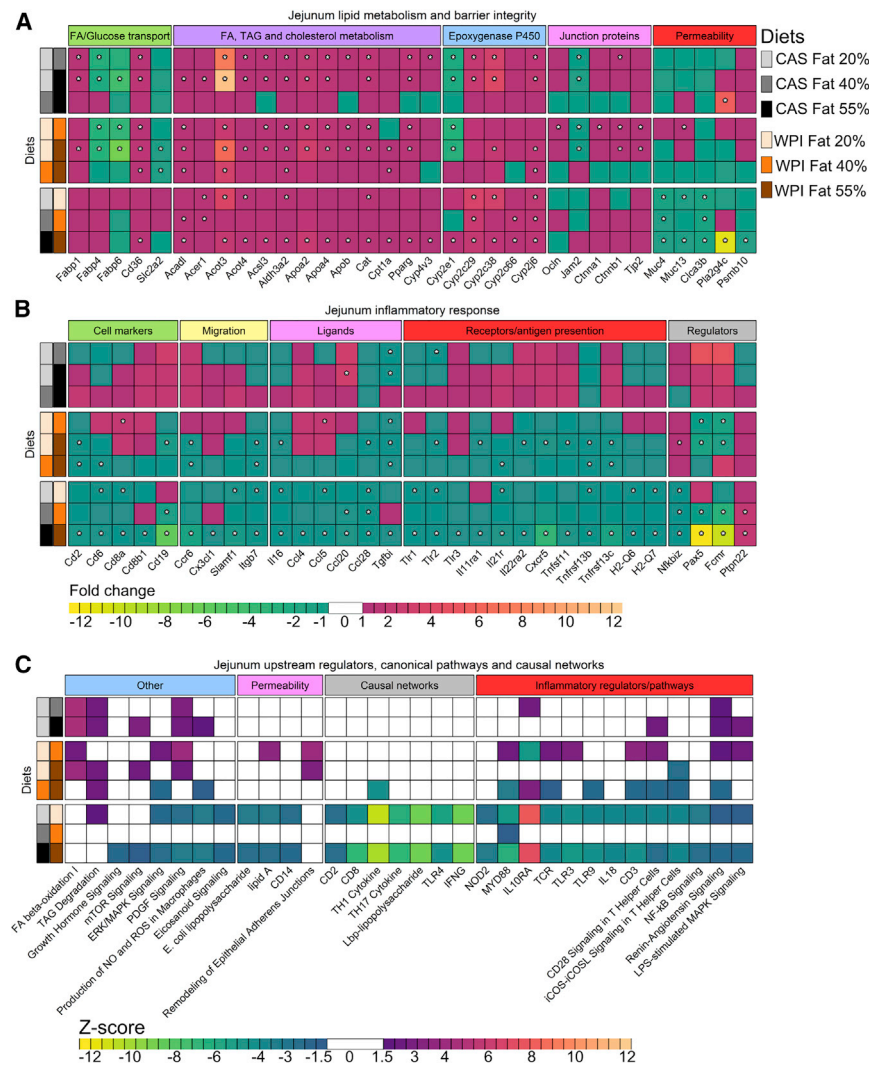 A
Jejunum lipid metabolism and barrier integrity
FA/Glucose transport FA, TAG and cholesterol metabolism Epoxygenase P450 Junction proteins Permeability
Diets
CAS Fat 20%
CAS Fat 40%
CAS Fat 55%
WPI Fat 20%
WPI Fat 40%
WPI Fat 55%
Diets
Fabp1 Fabp4 Fabp6 Cd36 Slc2a2 Acadl Acer1 Acot3 Acot4 Acsl3 Aldh3a2 Apoa2 Apoa4 Apob Cat Cpt1a Pparg Cyp4v3 Cyp2e1 Cyp2c29 Cyp2c38 Cyp2c66 Cyp2j6 Ocln Jam2 Ctnna1 Ctnnb1 Tjp2 Muc4 Muc13 Clca3b Pla2g4c Psmb10
B
Jejunum inflammatory response
Cell markers Migration Ligands Receptors/antigen presention Regulators
Diets
Cd2 Cd6 Cd8a Cd8b1 Cd19 Ccr6 Cx3cl1 Slamf1 Itgb7 Il16 Ccl4 Ccl5 Ccl20 Ccl28 Tgfbi Tlr1 Tlr2 Tlr3 Il11ra1 Il21r Il22ra2 Cxcr5 Tnfsf11 Tnfrsf13b Tnfrsf13c H2-Q6 H2-Q7 Nfkbiz Pax5 Fcmr Ptpn22
Fold change
-12 -10 -8 -6 -4 -2 -1 0 1 2 4 6 8 10 12
C
Jejunum upstream regulators, canonical pathways and causal networks
Other Permeability Causal networks Inflammatory regulators/pathways
Diets
FA beta-oxidation I TAG Degradation Growth Hormone Signaling mTOR Signaling ERK/MAPK Signaling PDGF Signaling Production of NO and ROS in Macrophages Eicosanoid Signaling E. coli lipopolysaccharide lipid A CD14 Remodeling of Epithelial Adherens Junctions CD2 CD8 TH1 Cytokine TH17 Cytokine Lbp-lipopolysaccharide TLR4 IFNG NOD2 MYD88 IL10RA TCR TLR3 TLR9 IL18 CD3 CD28 Signaling in T Helper Cells iCOS-iCOSL Signaling in T Helper Cells NF-kB Signaling Renin-Angiotensin Signaling LPS-stimulated MAPK Signaling
Z-score
-12 -10 -8 -6 -4 -3 -1.5 0 1.5 3 4 6 8 10 12